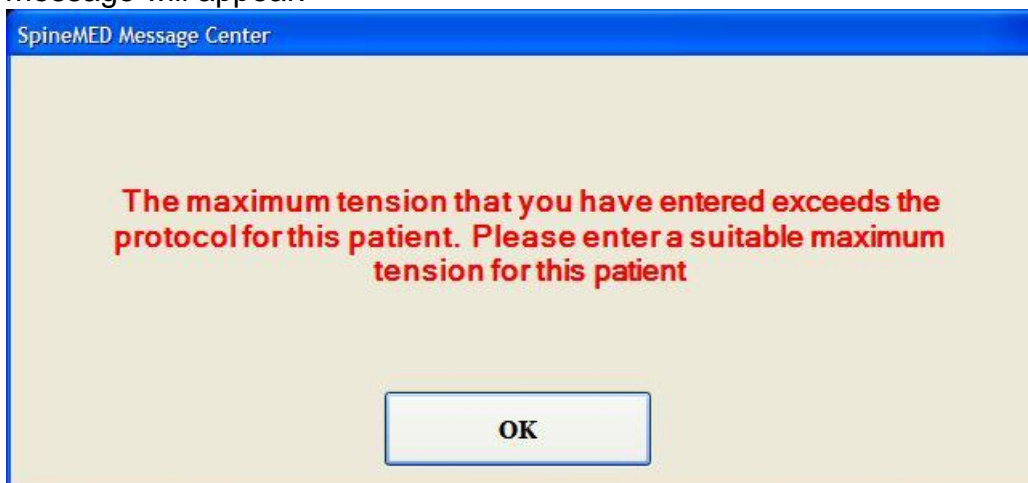 message will appear.
SpineMED Message Center
The maximum tension that you have entered exceeds the
protocol for this patient. Please enter a suitable maximum
tension for this patient
OK